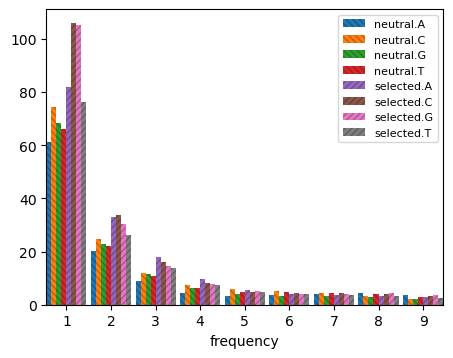 100
80
60
40
20
0
neutral.A
neutral.C
neutral.G
neutral.T
selected.A
selected.C
selected.G
selected.T
1 2 3 4 5 6 7 8 9
frequency